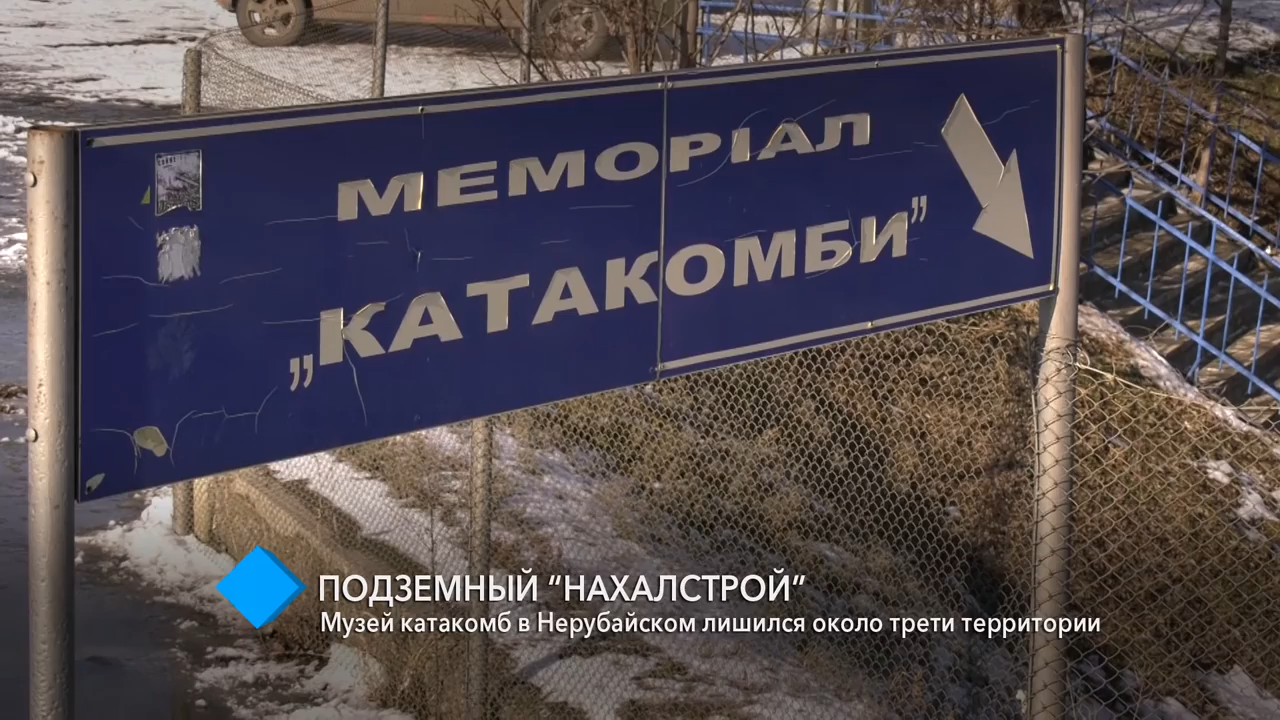 МЕМОРІАЛ
„КАТАКОМБИ”
ПОДЗЕМНЫЙ “НАХАЛСТРОЙ”
Музей катакомб в Нерубайском лишился около трети территории